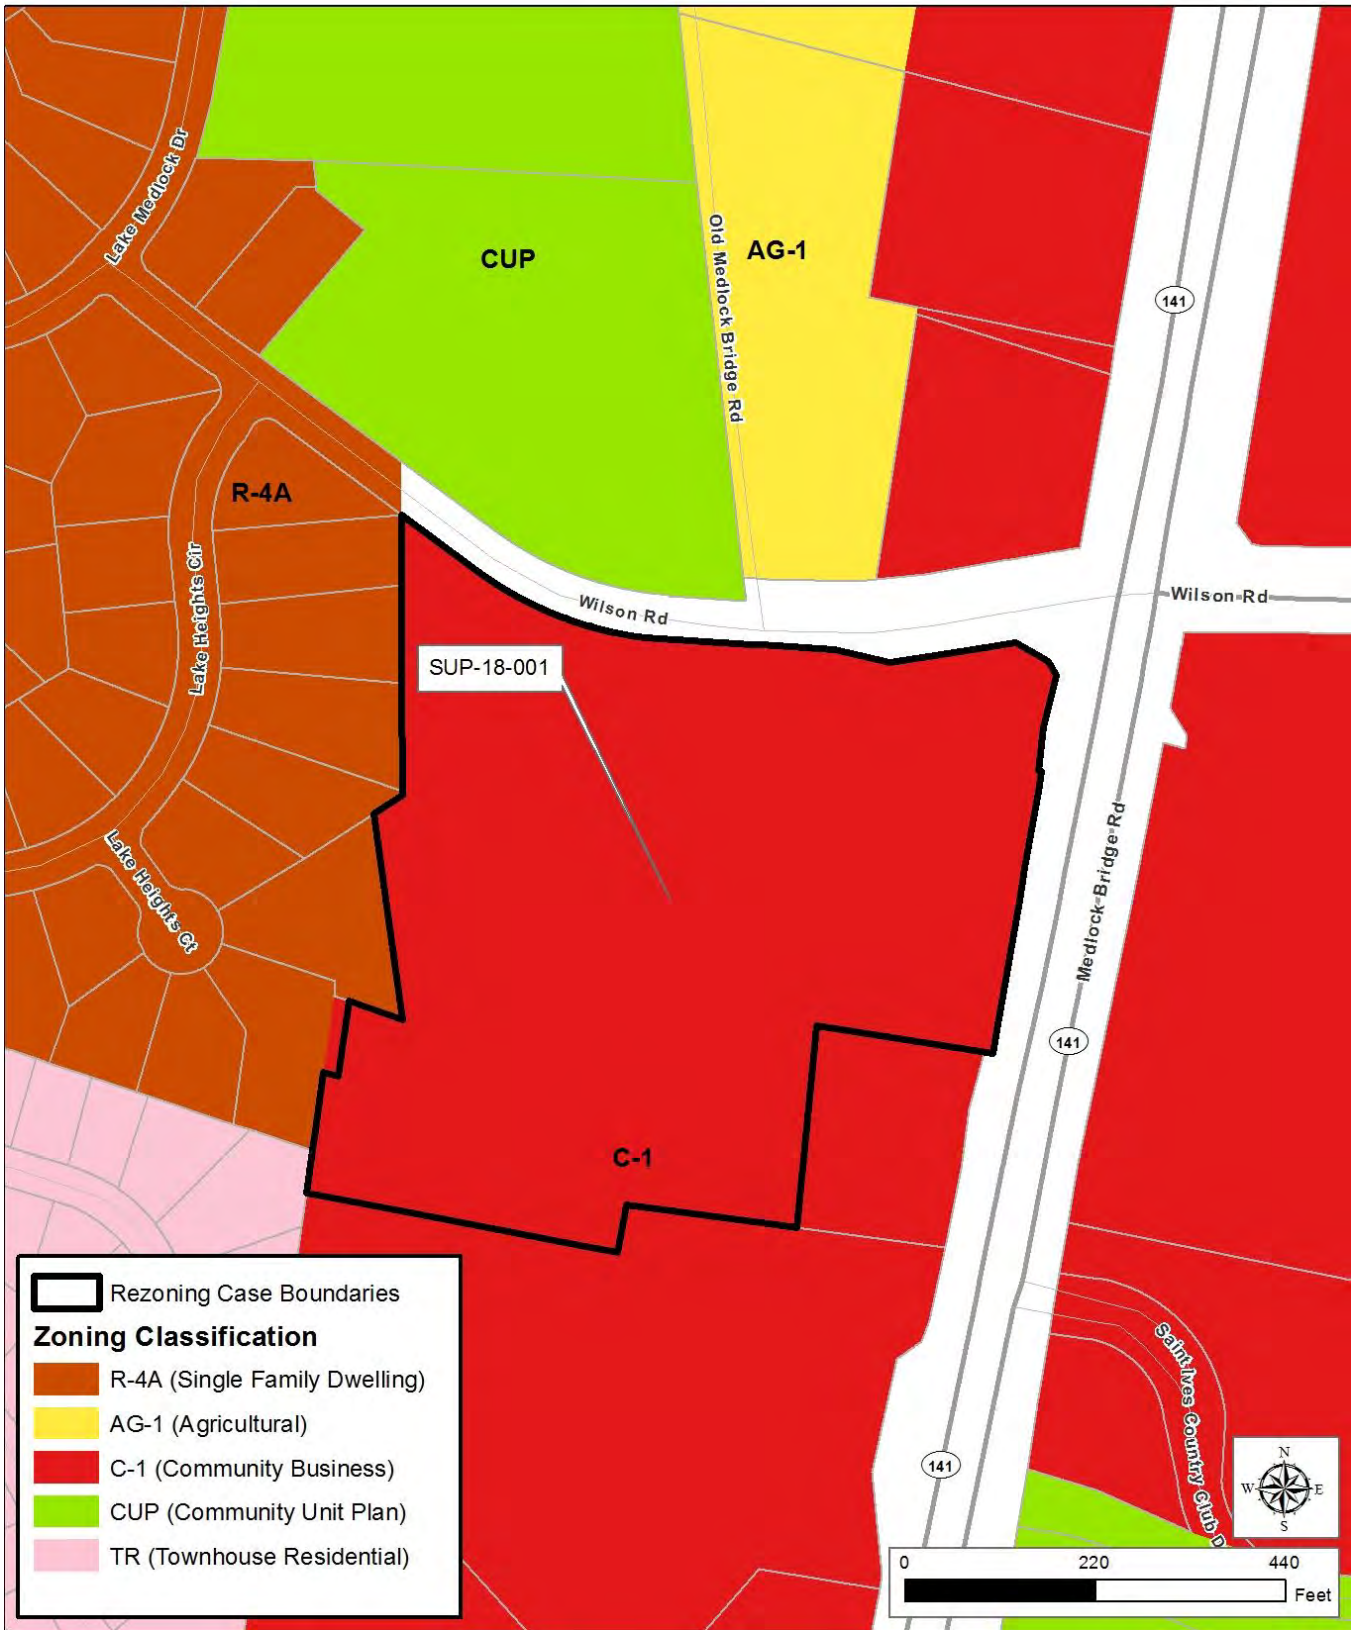 Lake Medlock Dr
CUP
Old Medlock Bridge Rd
AG-1
141
R-4A
Lake Heights Cir
Wilson Rd
Wilson Rd
SUP-18-001
Medlock Bridge Rd
Lake Heights Ct
141
C-1
Saint Ives Country Club D
141
Rezoning Case Boundaries
Zoning Classification
R-4A (Single Family Dwelling)
AG-1 (Agricultural)
C-1 (Community Business)
CUP (Community Unit Plan)
TR (Townhouse Residential)
N
W E
S
0 220 440
Feet